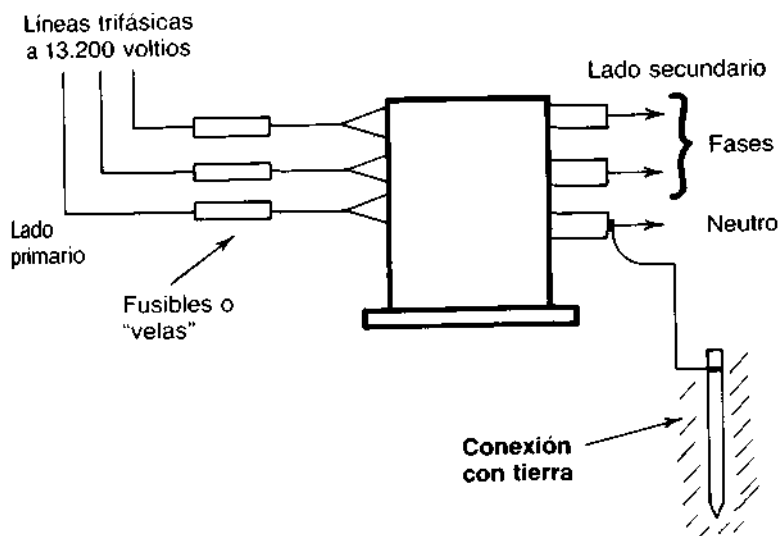 Líneas trifásicas
a 13.200 voltios
Lado secundario
Fases
Neutro
Lado
primario
Fusibles o
"velas"
Conexión
con tierra